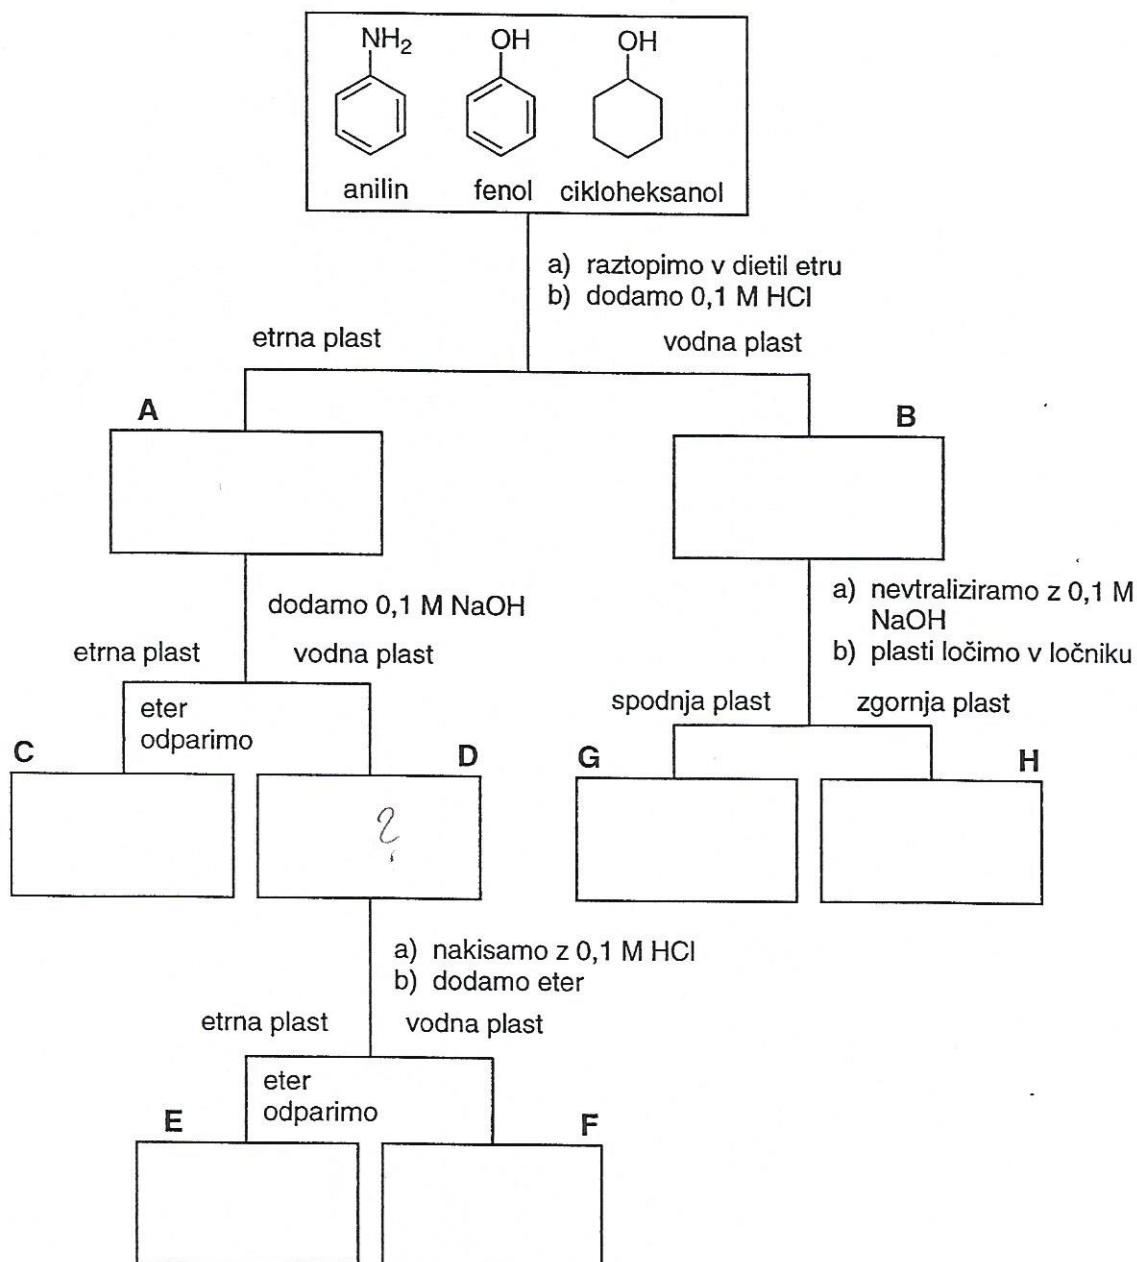 NH₂ OH OH
anilin fenol cikloheksanol
a) raztopimo v dietil etru
b) dodamo 0,1 M HCl
etrna plast vodna plast
A B
dodamo 0,1 M NaOH
a) nevtraliziramo z 0,1 M
NaOH
b) plasti ločimo v ločniku
etrna plast vodna plast
spodnja plast zgornja plast
eter
odparimo
C D G H
?
a) nakisamo z 0,1 M HCl
b) dodamo eter
etrna plast vodna plast
eter
odparimo
E F